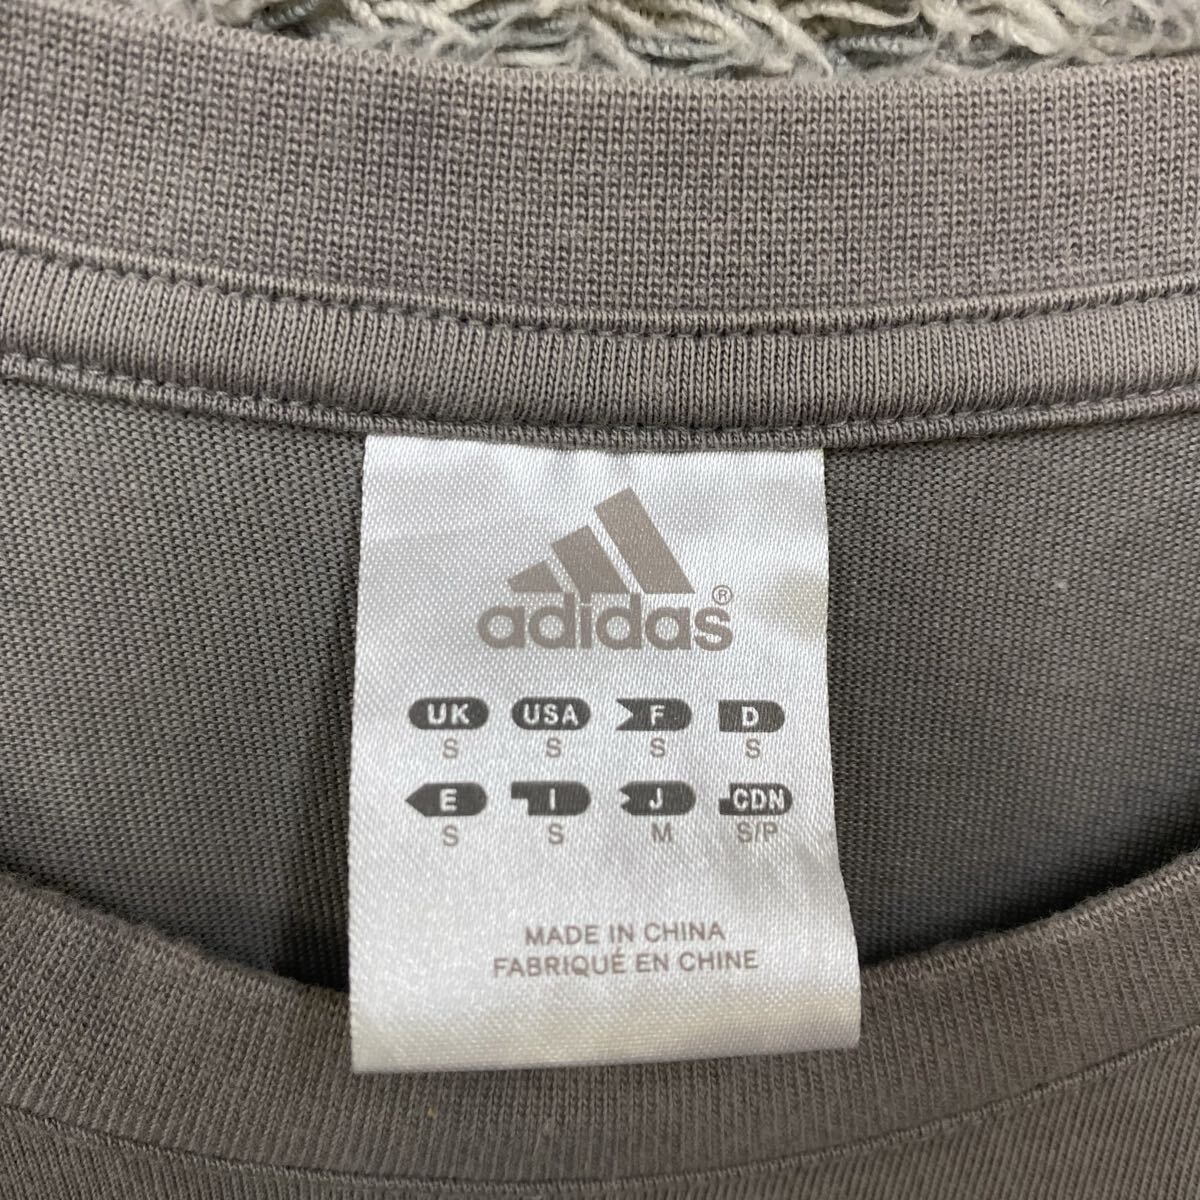 adidas®
UK USA F D
S S S S
E I J CDN
S S M S/P
MADE IN CHINA
FABRIQUÉ EN CHINE